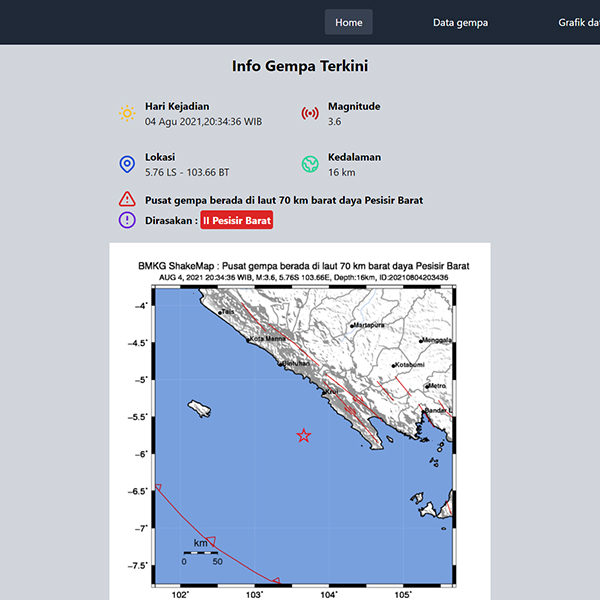 Home Data gempa Grafik da
Info Gempa Terkini
Hari Kejadian
04 Agu 2021,20:34:36 WIB
Magnitude
3.6
Lokasi
5.76 LS - 103.66 BT
Kedalaman
16 km
Pusat gempa berada di laut 70 km barat daya Pesisir Barat
Dirasakan : II Pesisir Barat
BMKG ShakeMap : Pusat gempa berada di laut 70 km barat daya Pesisir Barat
AUG 4, 2021 20:34:36 WIB, M:3.6, 5.76S 103.66E, Depth:16km, ID:20210804203436
-4°
Tais
Martapura
-4.5°
Kota Manna
Menggala
Bintuhan
Kotabumi
-5°
Metro
Krui
Bandar L
-5.5°
-6°
-6.5°
-7°
km
0 50
-7.5°
102° 103° 104° 105°